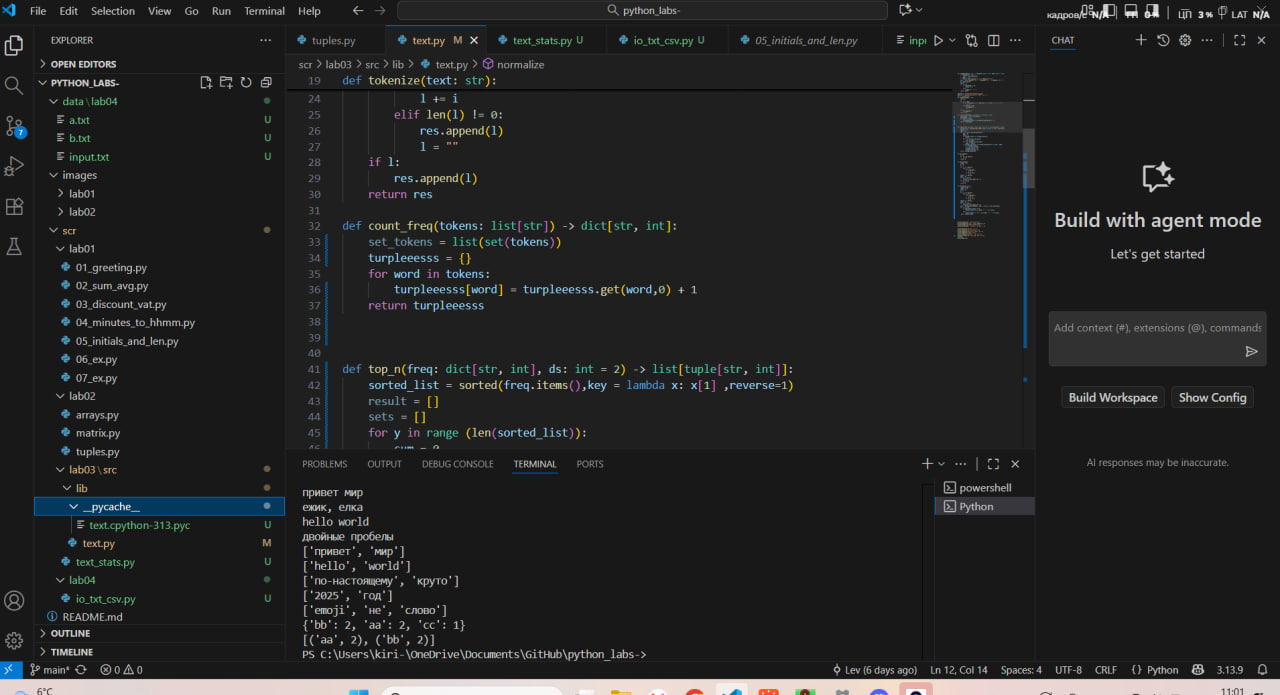 File Edit Selection View Go Run Terminal Help
python_labs-
N/A 0% ЦП 3% LAT N/A
EXPLORER
OPEN EDITORS
PYTHON_LABS-
data \ lab04
a.txt U
b.txt U
input.txt U
images
lab01
lab02
scr
lab01
01_greeting.py
02_sum_avg.py
03_discount_vat.py
04_minutes_to_hhmm.py
05_initials_and_len.py
06_ex.py
07_ex.py
lab02
arrays.py
matrix.py
tuples.py
lab03 \ src
lib
__pycache__
text.cpython-313.pyc U
text.py M
text_stats.py U
lab04
io_txt_csv.py U
README.md
OUTLINE
TIMELINE
tuples.py text.py M text_stats.py U io_txt_csv.py U 05_initials_and_len.py
scr > lab03 > src > lib > text.py > normalize
19 def tokenize(text: str):
24 l += i
25 elif len(l) != 0:
26 res.append(l)
27 l = ""
28 if l:
29 res.append(l)
30 return res
31
32 def count_freq(tokens: list[str]) -> dict[str, int]:
33 set_tokens = list(set(tokens))
34 turpleeesss = {}
35 for word in tokens:
36 turpleeesss[word] = turpleeesss.get(word,0) + 1
37 return turpleeesss
38
39
40
41 def top_n(freq: dict[str, int], ds: int = 2) -> list[tuple[str, int]]:
42 sorted_list = sorted(freq.items(),key = lambda x: x[1] ,reverse=1)
43 result = []
44 sets = []
45 for y in range (len(sorted_list)):
PROBLEMS OUTPUT DEBUG CONSOLE TERMINAL PORTS
привет мир
ежик, елка
hello world
двойные пробелы
['привет', 'мир']
['hello', 'world']
['по-настоящему', 'круто']
['2025', 'год']
['emoji', 'не', 'слово']
{'bb': 2, 'aa': 2, 'cc': 1}
[('aa', 2), ('bb', 2)]
PS C:\Users\kiri-\OneDrive\Documents\GitHub\python_labs->
powershell
Python
CHAT
Build with agent mode
Let's get started
Add context (#), extensions (@), commands
Build Workspace Show Config
AI responses may be inaccurate.
7
main* 0 0 Lev (6 days ago) Ln 12, Col 14 Spaces: 4 UTF-8 CRLF {} Python 3.13.9
6°C
11:01